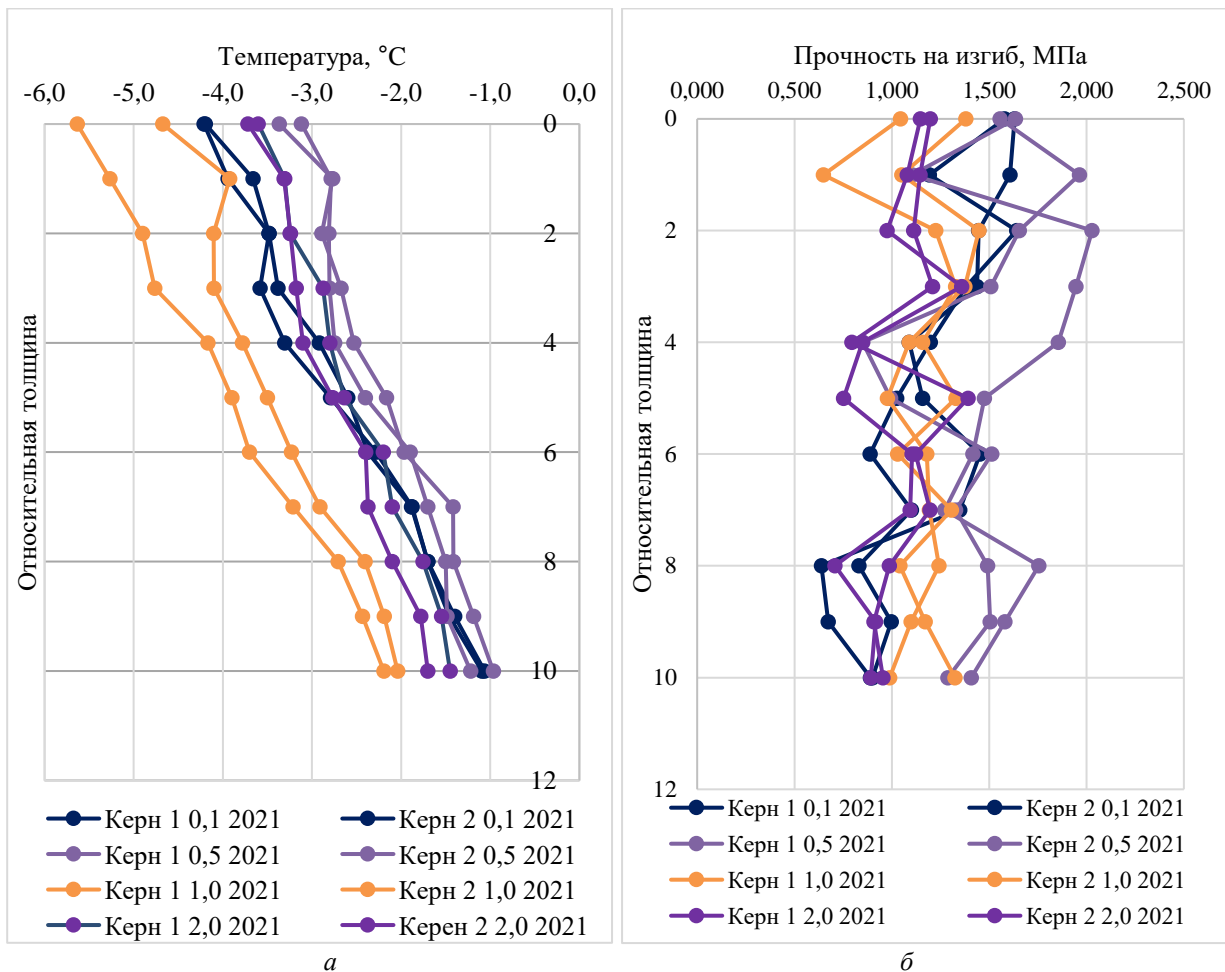 Температура, °C
-6,0 -5,0 -4,0 -3,0 -2,0 -1,0 0,0
0
2
4
6
8
10
12
Относительная толщина
Керн 1 0,1 2021 Керн 2 0,1 2021
Керн 1 0,5 2021 Керн 2 0,5 2021
Керн 1 1,0 2021 Керн 2 1,0 2021
Керн 1 2,0 2021 Керен 2 2,0 2021
а
Прочность на изгиб, МПа
0,000 0,500 1,000 1,500 2,000 2,500
0
2
4
6
8
10
12
Относительная толщина
Керн 1 0,1 2021 Керн 2 0,1 2021
Керн 1 0,5 2021 Керн 2 0,5 2021
Керн 1 1,0 2021 Керн 2 1,0 2021
Керн 1 2,0 2021 Керн 2 2,0 2021
б